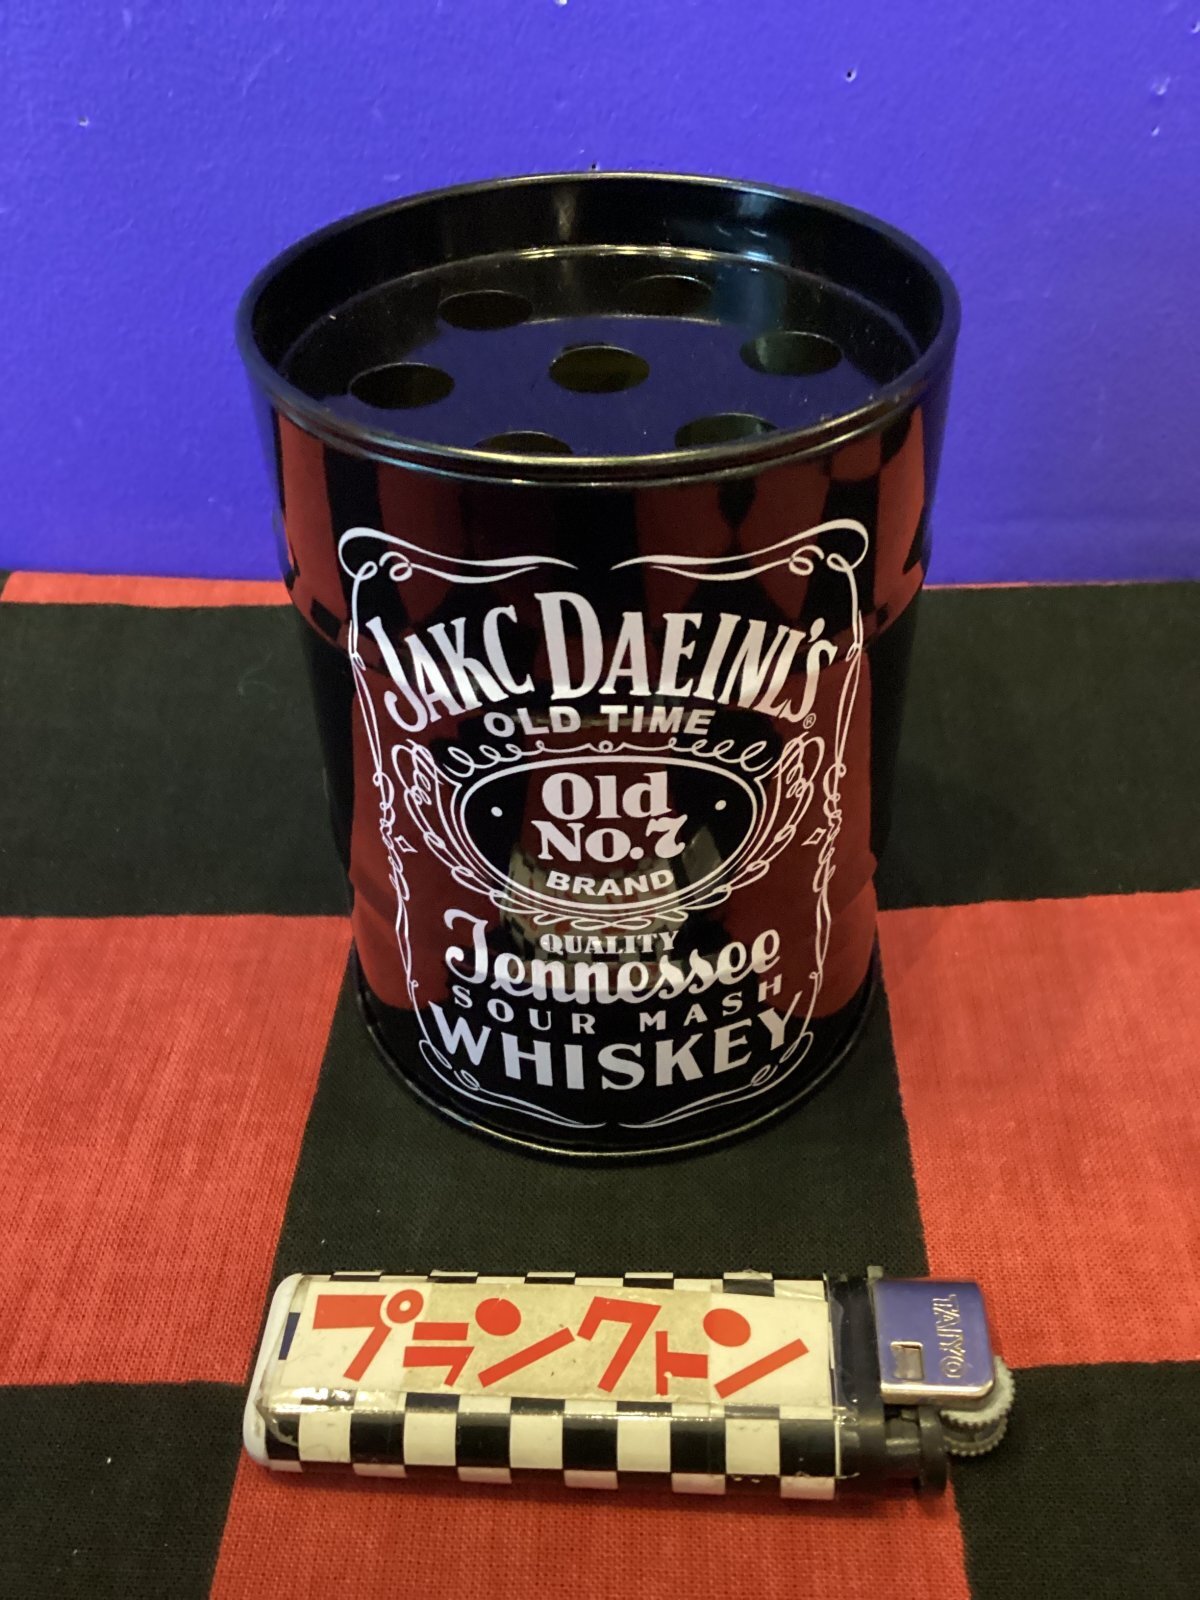 JAKC DAEINL'S ®
OLD TIME
Old
No.7
BRAND
QUALITY
Tennessee
SOUR MASH
WHISKEY
プランクトン
TAIYO